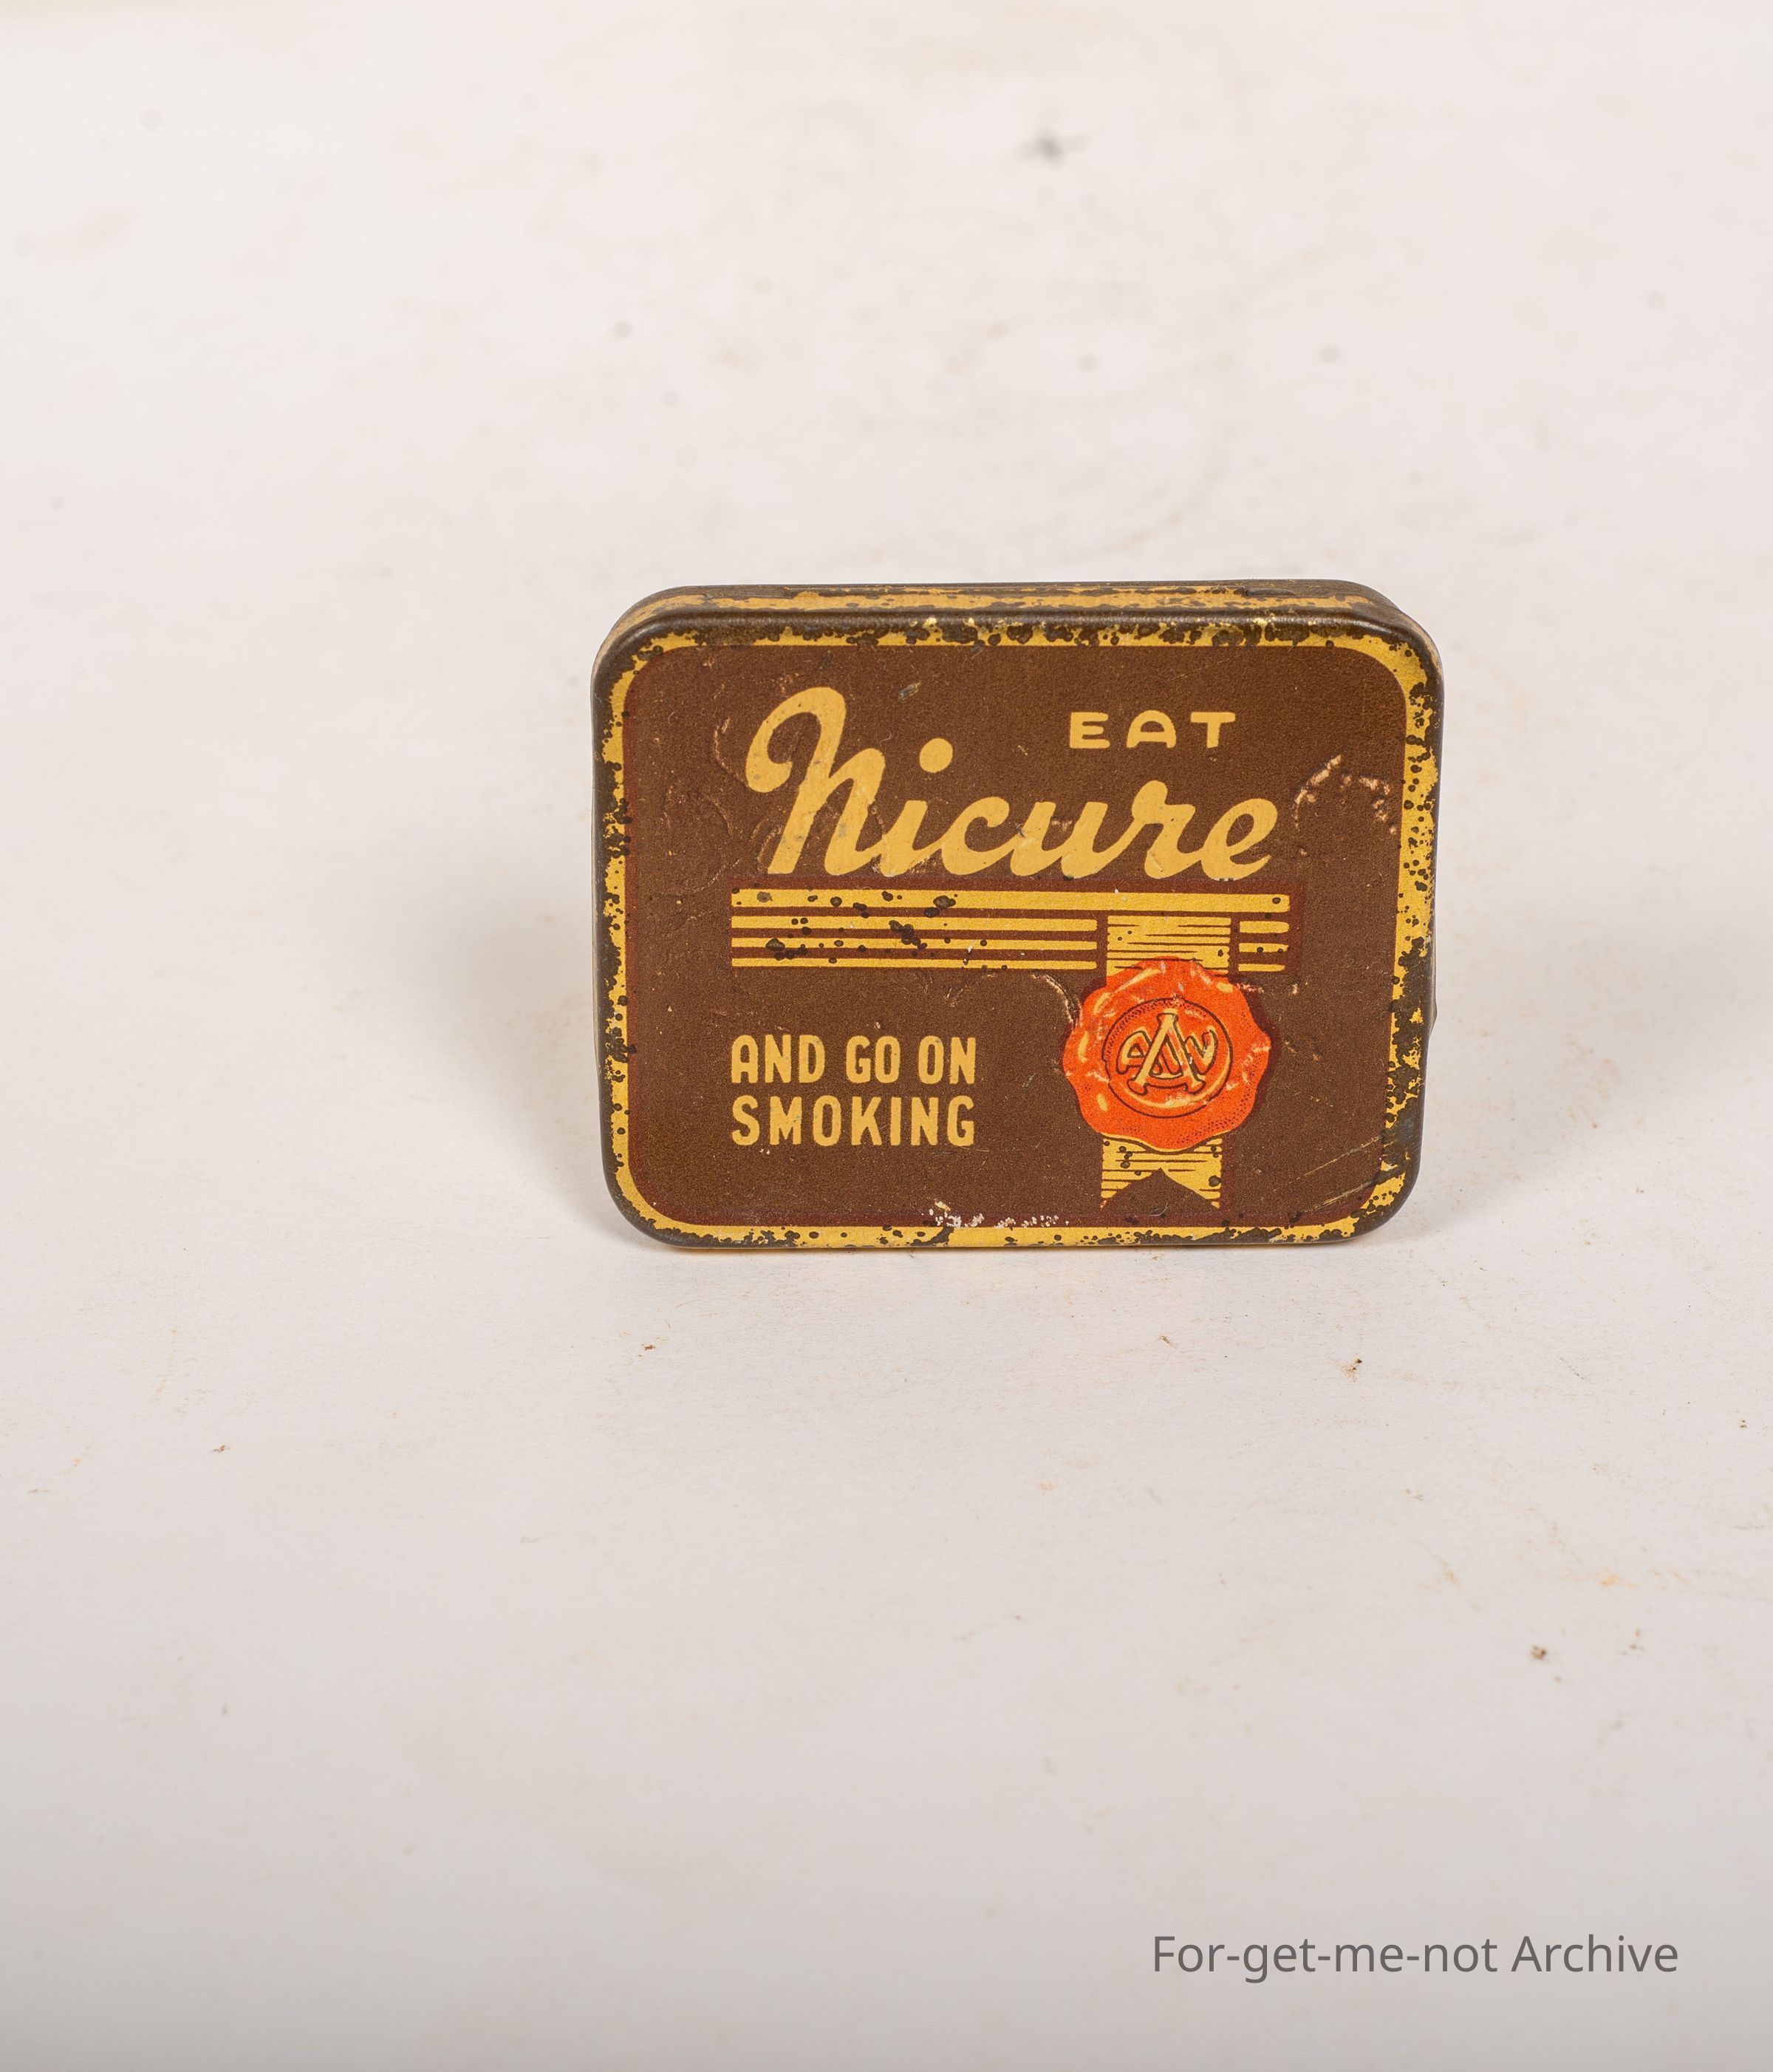 EAT
Nicure
AND GO ON
SMOKING
For-get-me-not Archive